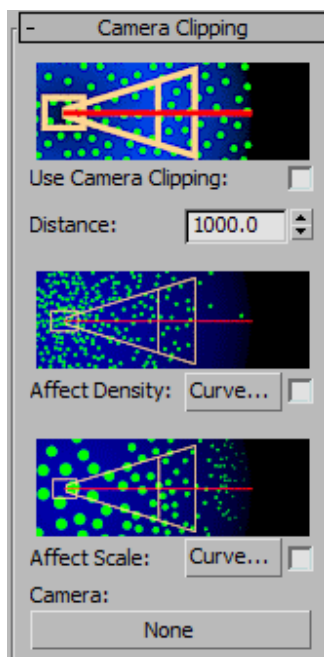 - Camera Clipping
Use Camera Clipping:
Distance: 1000.0
Affect Density: Curve...
Affect Scale: Curve...
Camera:
None